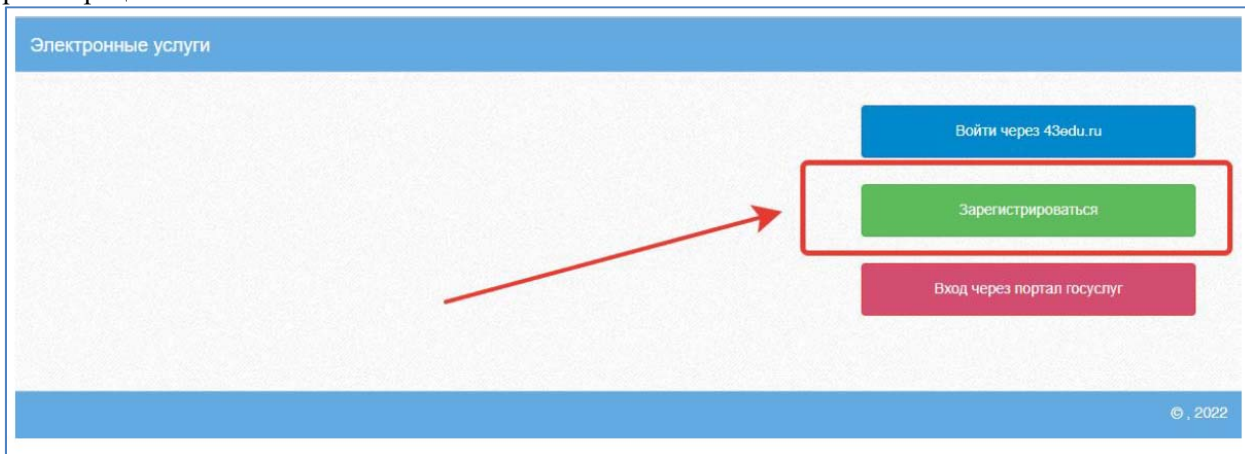 Электронные услуги
Войти через 43edu.ru
Зарегистрироваться
Вход через портал госуслуг
© , 2022